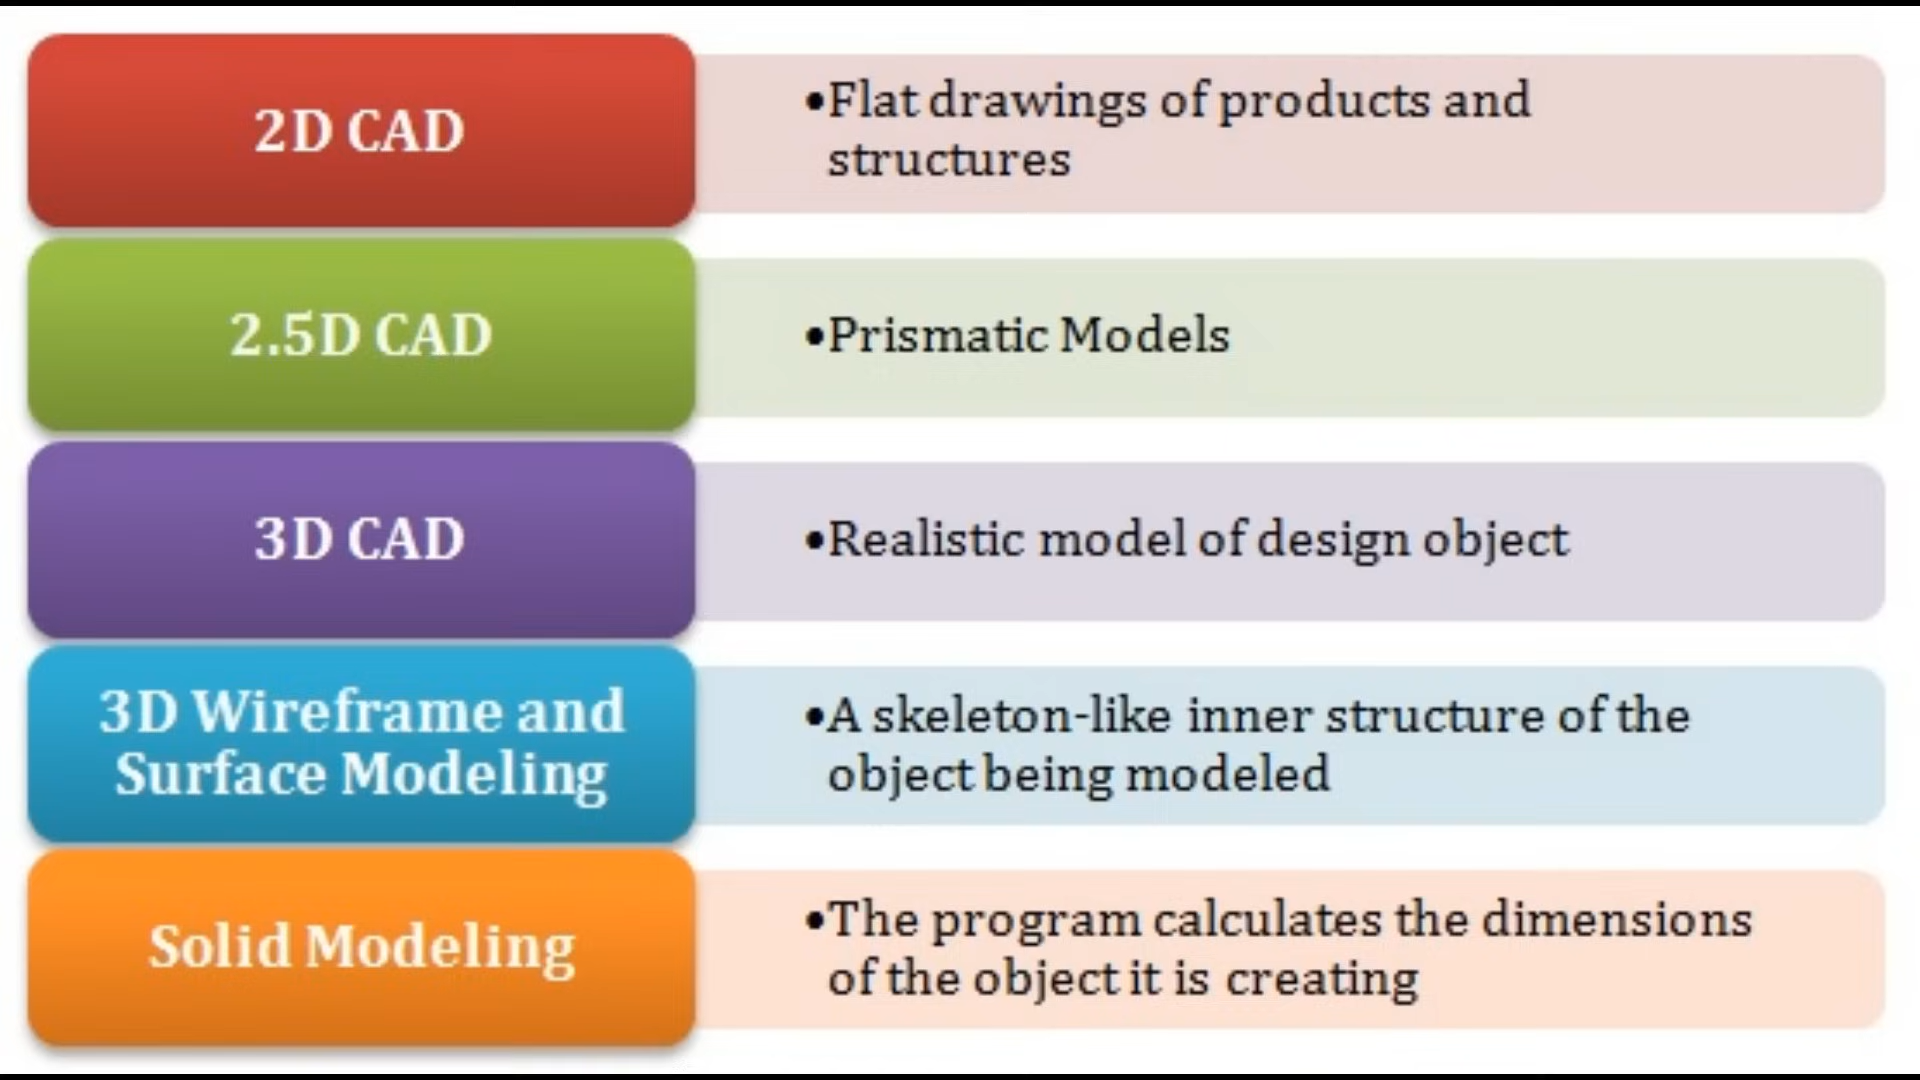 2D CAD
•Flat drawings of products and
structures
2.5D CAD
•Prismatic Models
3D CAD
•Realistic model of design object
3D Wireframe and
Surface Modeling
•A skeleton-like inner structure of the
object being modeled
Solid Modeling
•The program calculates the dimensions
of the object it is creating